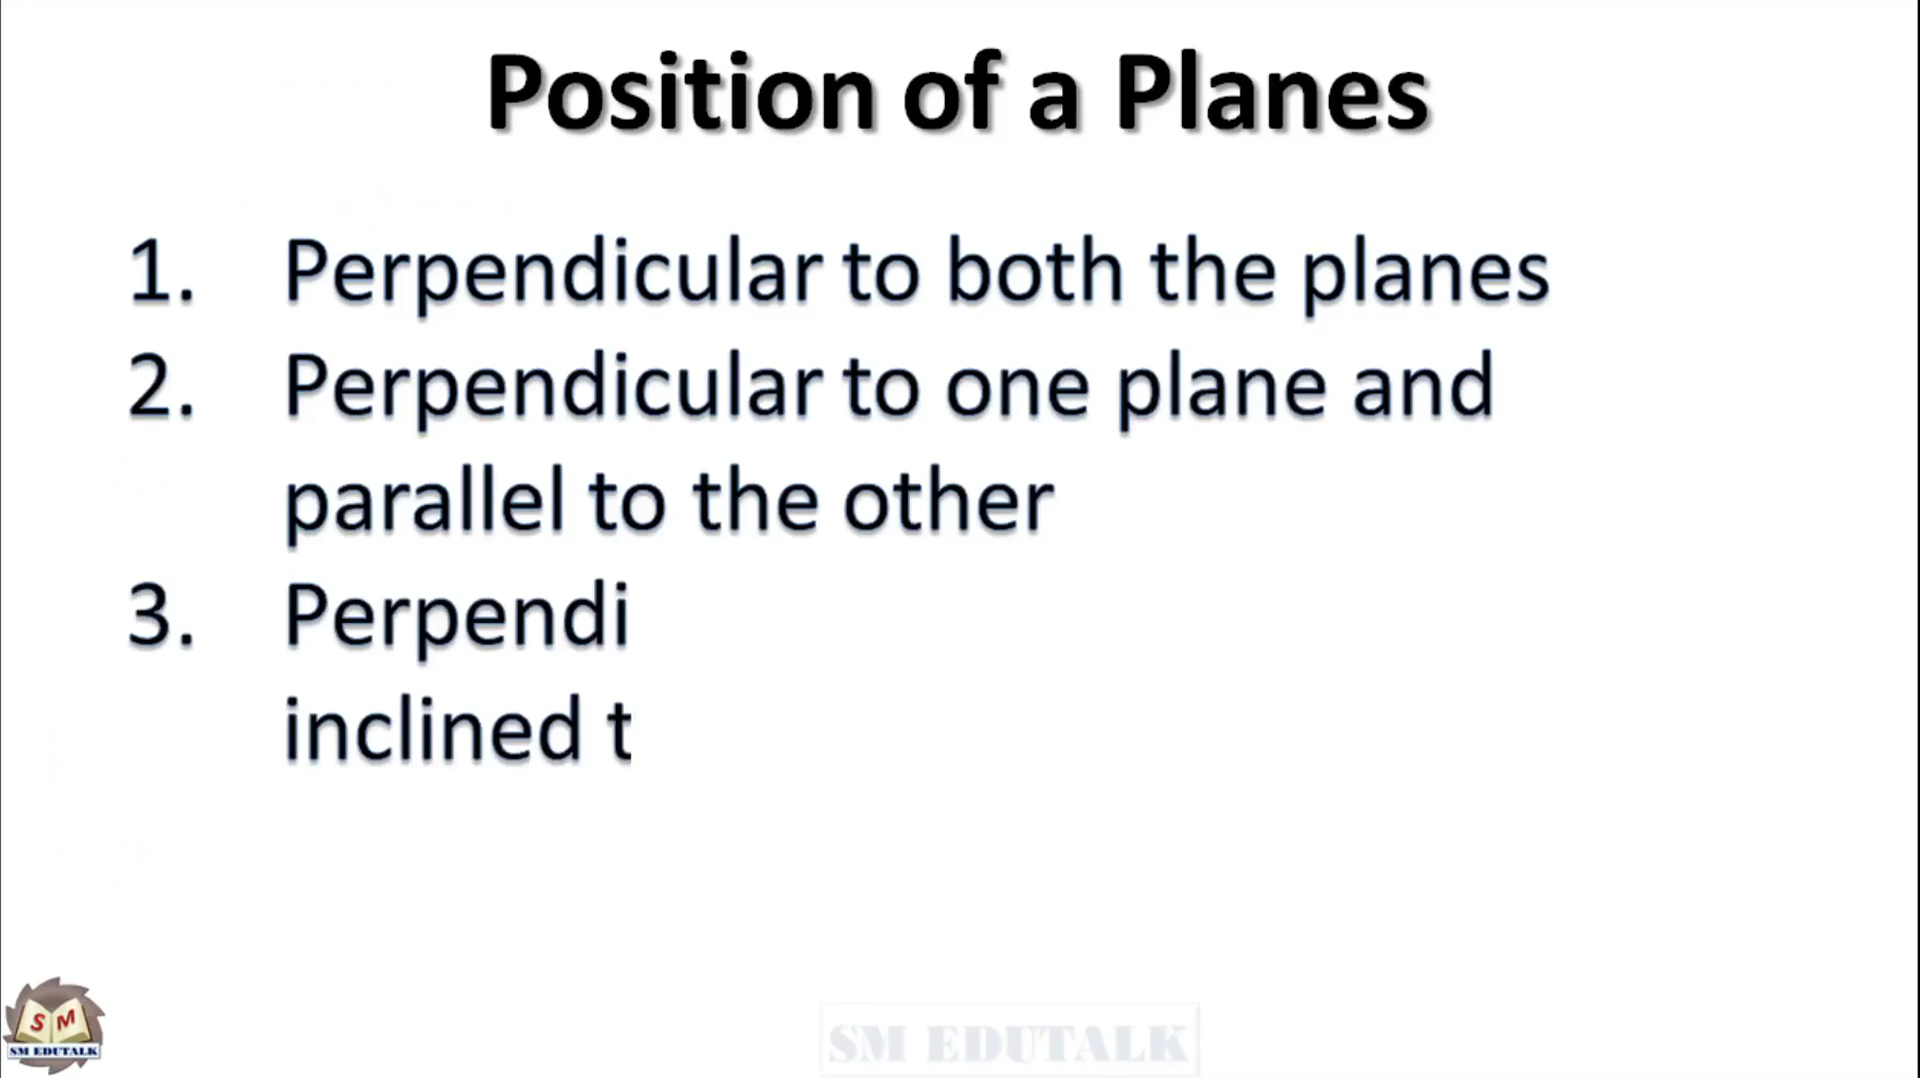 Position of a Planes
1. Perpendicular to both the planes
2. Perpendicular to one plane and
parallel to the other
3. Perpendi
inclined t
S M
SM EDUTALK
SM EDUTALK